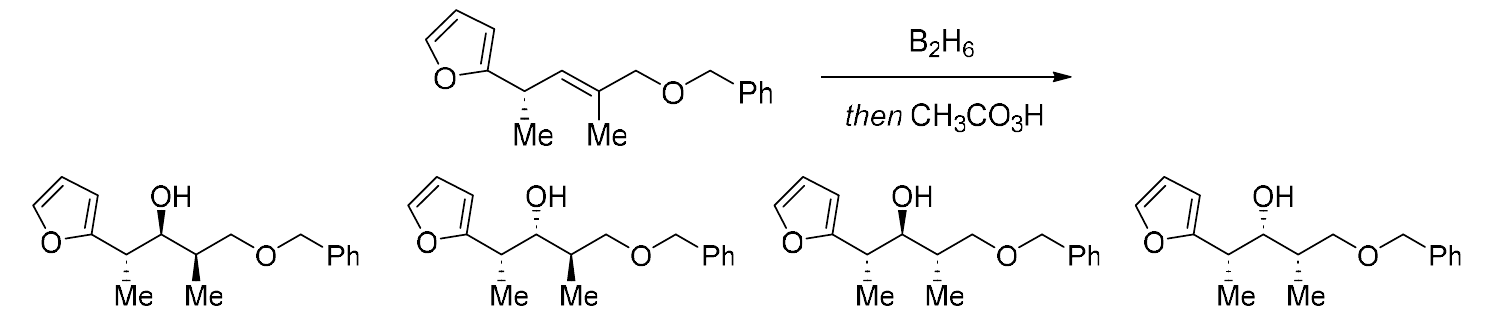 O Me Me O Ph
B₂H₆
then CH₃CO₃H
OH OH OH OH
O O Ph O O Ph O O Ph O O Ph
Me Me Me Me Me Me Me Me